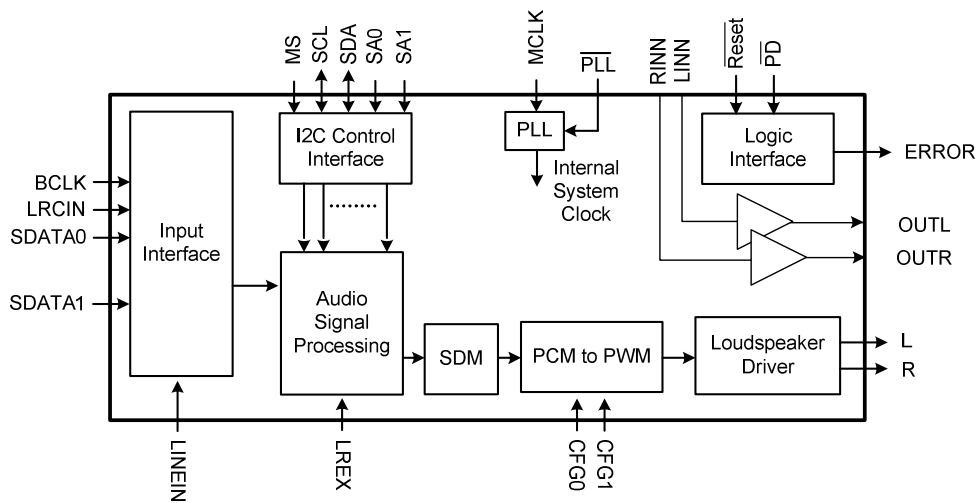 MS
SCL
SDA
SA0
SA1
MCLK
PLL
RINN
LINN
Reset
PD
I2C Control
Interface
PLL
Logic
Interface
ERROR
Internal
System
Clock
BCLK
LRCIN
SDATA0
SDATA1
Input
Interface
........
OUTL
OUTR
Audio
Signal
Processing
SDM
PCM to PWM
Loudspeaker
Driver
L
R
LINEIN
LREX
CFG0
CFG1